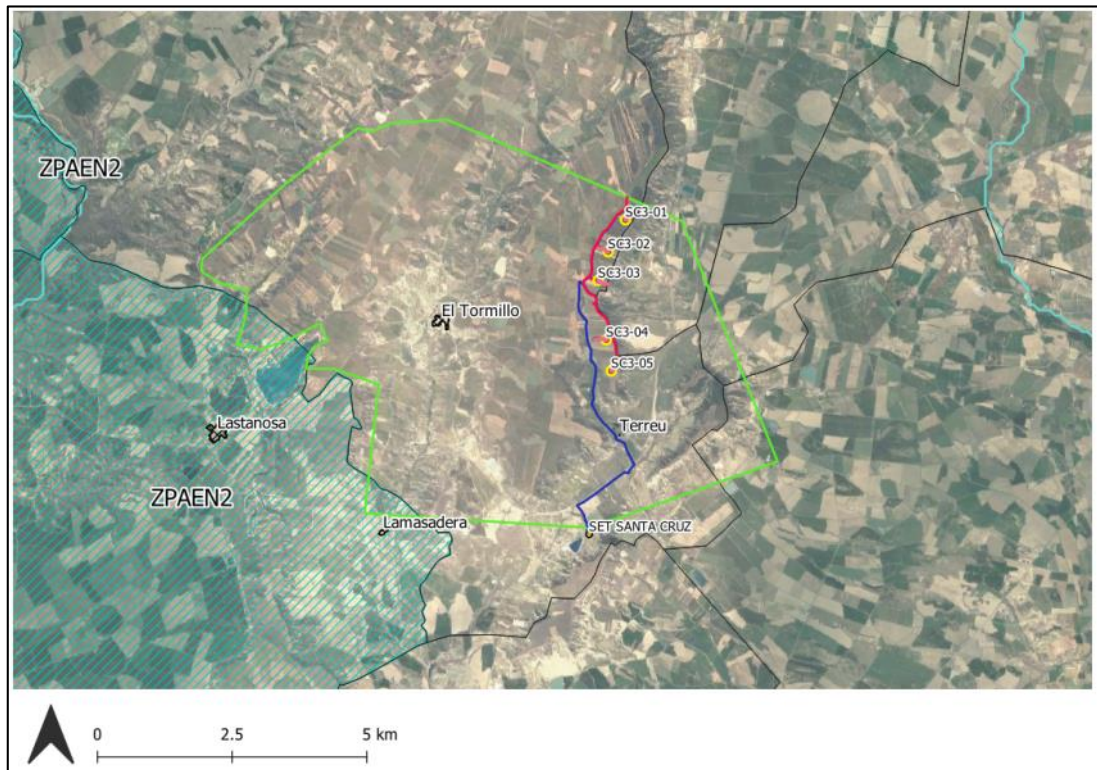 ZPAEN2
SC3-01
SC3-02
SC3-03
El Tormillo
SC3-04
SC3-05
Lastanosa
Terreu
ZPAEN2
Lamasadera
SET SANTA CRUZ
0 2.5 5 km